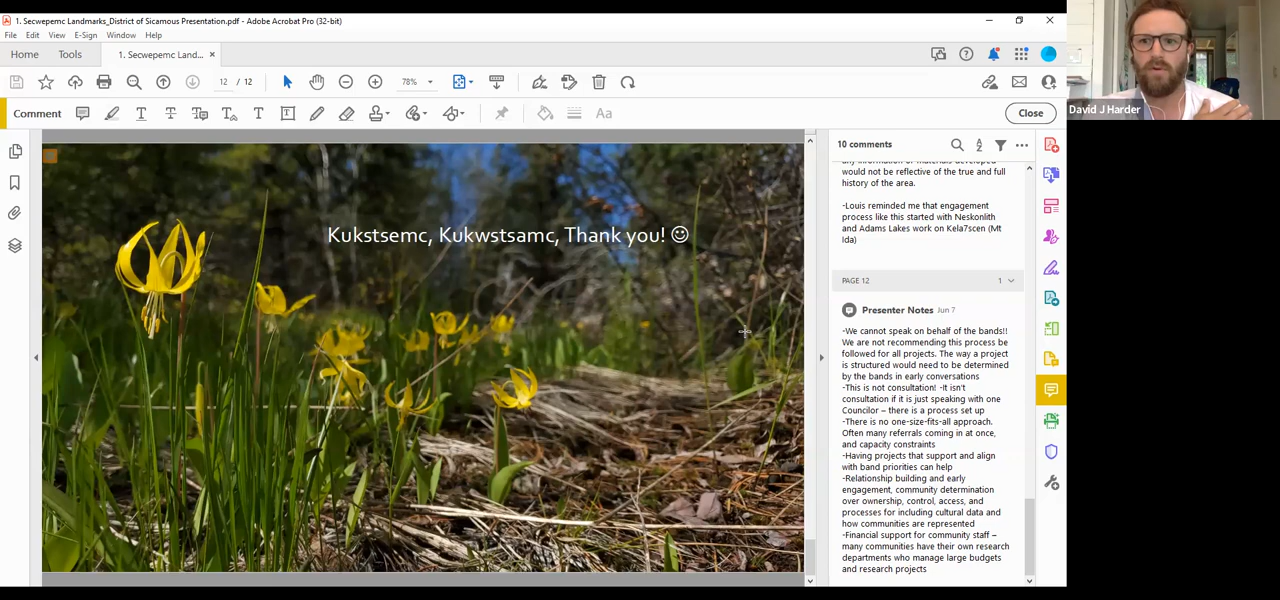 1. Secwepemc Landmarks_District of Sicamous Presentation.pdf - Adobe Acrobat Pro (32-bit)
File Edit View E-Sign Window Help
Home Tools 1. Secwepemc Land... ×
12 / 12 78%
Comment Aa Close
David J Harder
10 comments
any information or materials developed
would not be reflective of the true and full
history of the area.
-Louis reminded me that engagement
process like this started with Neskonlith
and Adams Lakes work on Kela7scen (Mt
Ida)
Kukstsemc, Kukwstsamc, Thank you! ☺
PAGE 12 1
Presenter Notes Jun 7
-We cannot speak on behalf of the bands!!
We are not recommending this process be
followed for all projects. The way a project
is structured would need to be determined
by the bands in early conversations
-This is not consultation! -It isn't
consultation if it is just speaking with one
Councilor – there is a process set up
-There is no one-size-fits-all approach.
Often many referrals coming in at once,
and capacity constraints
-Having projects that support and align
with band priorities can help
-Relationship building and early
engagement, community determination
over ownership, control, access, and
processes for including cultural data and
how communities are represented
-Financial support for community staff –
many communities have their own research
departments who manage large budgets
and research projects